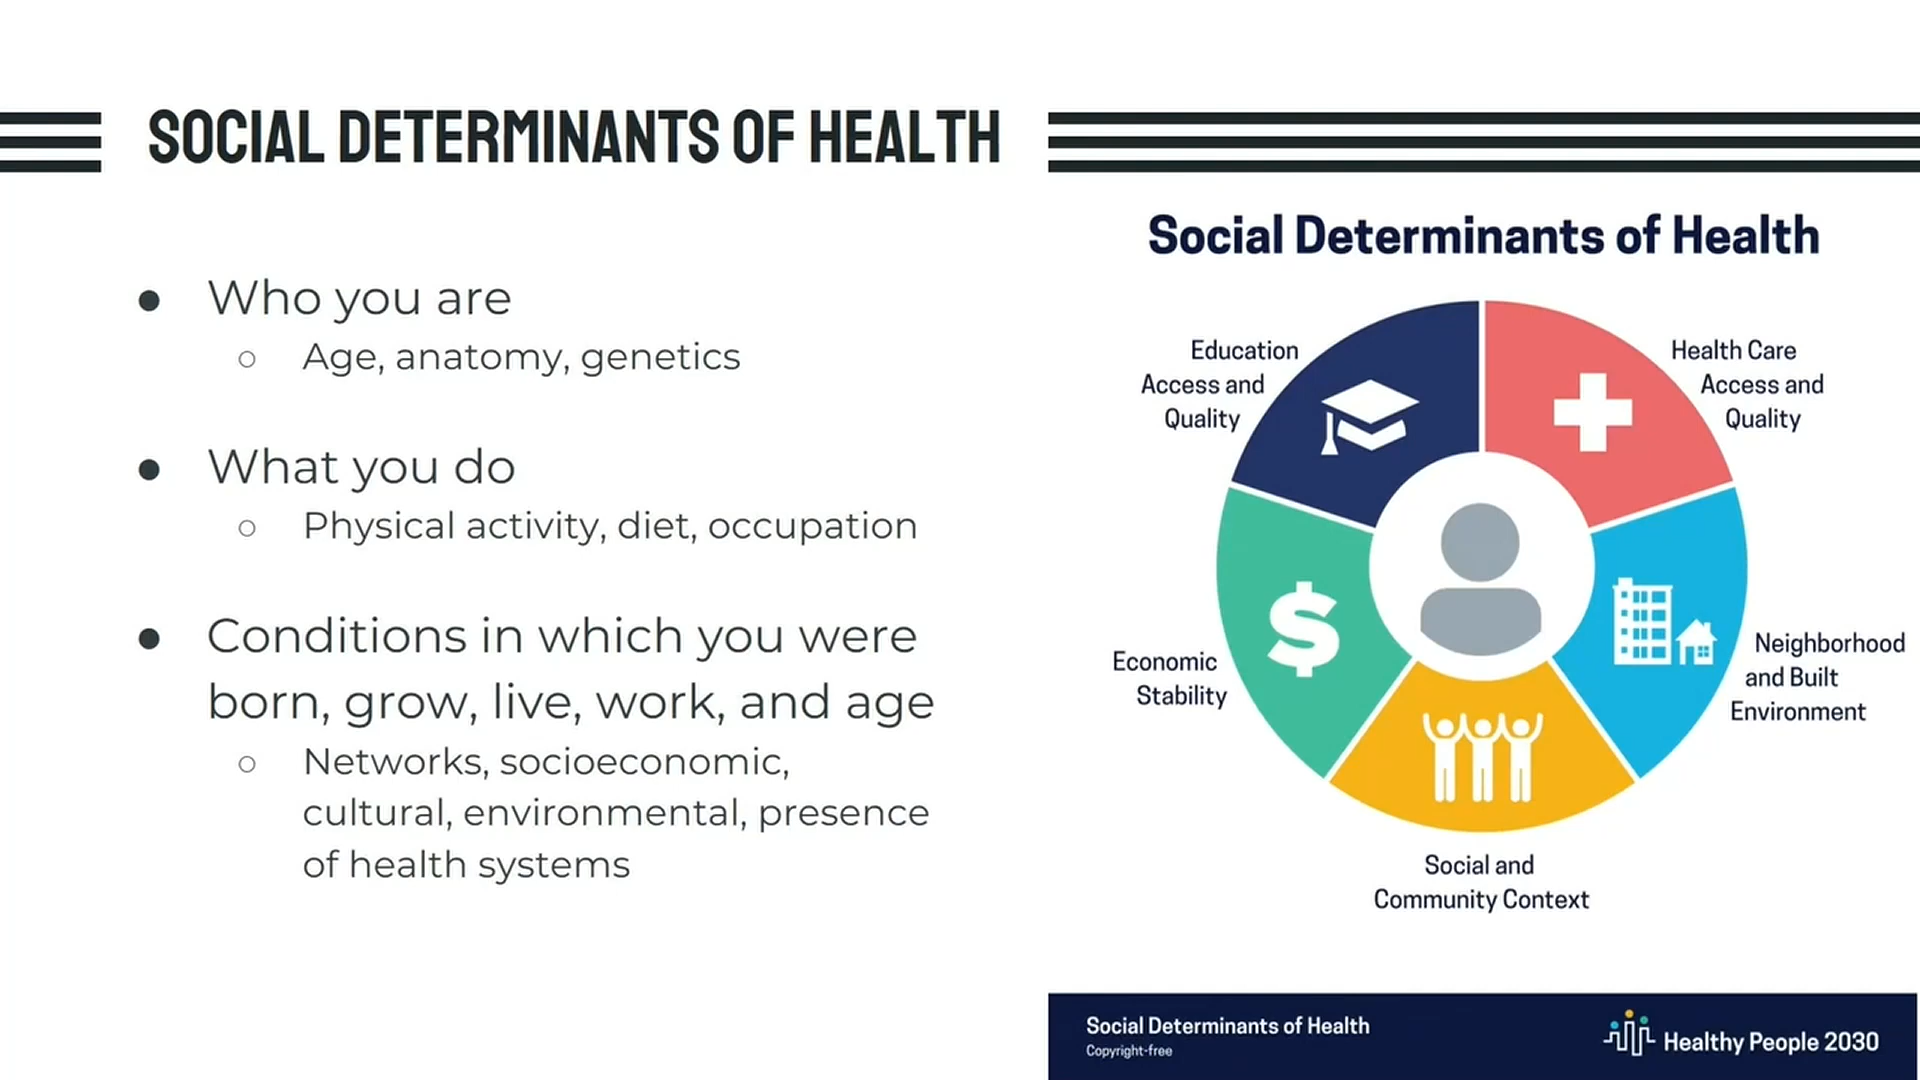 SOCIAL DETERMINANTS OF HEALTH
● Who you are
○ Age, anatomy, genetics
● What you do
○ Physical activity, diet, occupation
● Conditions in which you were
born, grow, live, work, and age
○ Networks, socioeconomic,
cultural, environmental, presence
of health systems
Social Determinants of Health
Education
Access and
Quality
Health Care
Access and
Quality
$
Economic
Stability
Neighborhood
and Built
Environment
Social and
Community Context
Social Determinants of Health
Copyright-free
Healthy People 2030